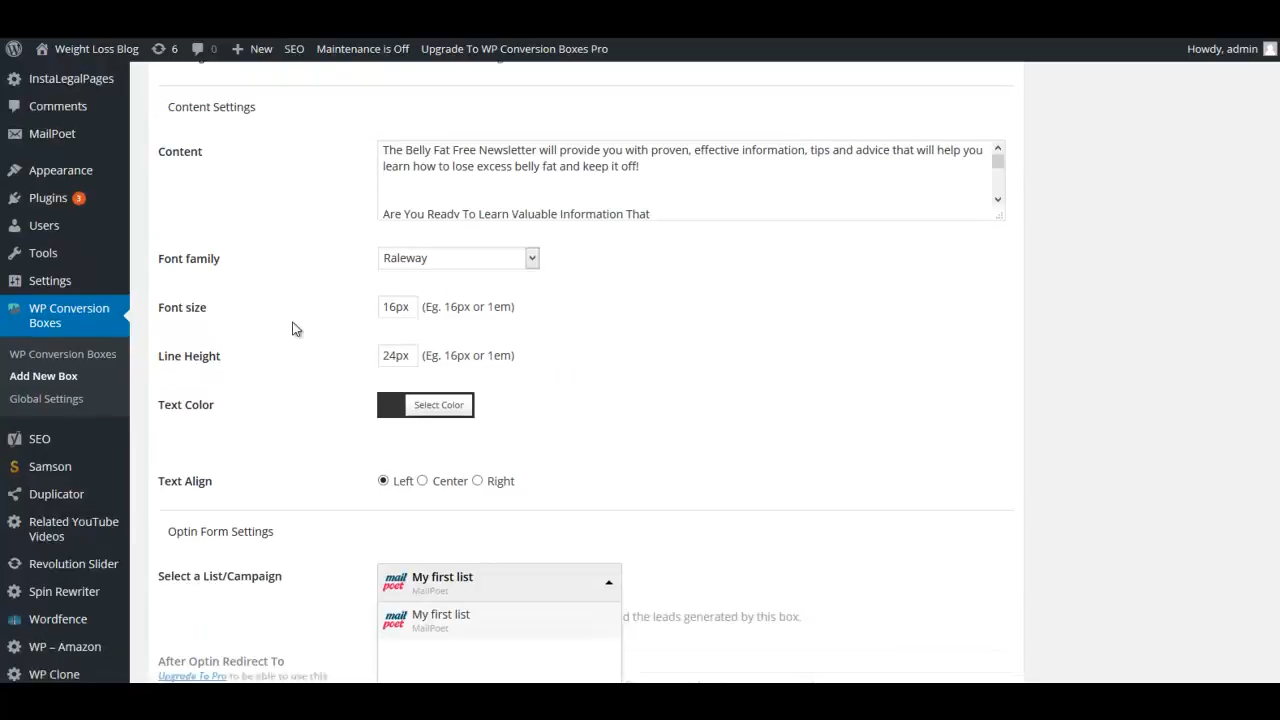 Weight Loss Blog 6 0 New SEO Maintenance is Off Upgrade To WP Conversion Boxes Pro Howdy, admin
InstaLegalPages
Comments
MailPoet
Appearance
Plugins 3
Users
Tools
Settings
WP Conversion
Boxes
WP Conversion Boxes
Add New Box
Global Settings
SEO
Samson
Duplicator
Related YouTube
Videos
Revolution Slider
Spin Rewriter
Wordfence
WP – Amazon
WP Clone
Content Settings
Content
The Belly Fat Free Newsletter will provide you with proven, effective information, tips and advice that will help you
learn how to lose excess belly fat and keep it off!
Are You Ready To Learn Valuable Information That
Font family Raleway
Font size 16px (Eg. 16px or 1em)
Line Height 24px (Eg. 16px or 1em)
Text Color Select Color
Text Align Left Center Right
Optin Form Settings
Select a List/Campaign
mail poet My first list
MailPoet
mail poet My first list
MailPoet
d the leads generated by this box.
After Optin Redirect To
Upgrade To Pro to be able to use this